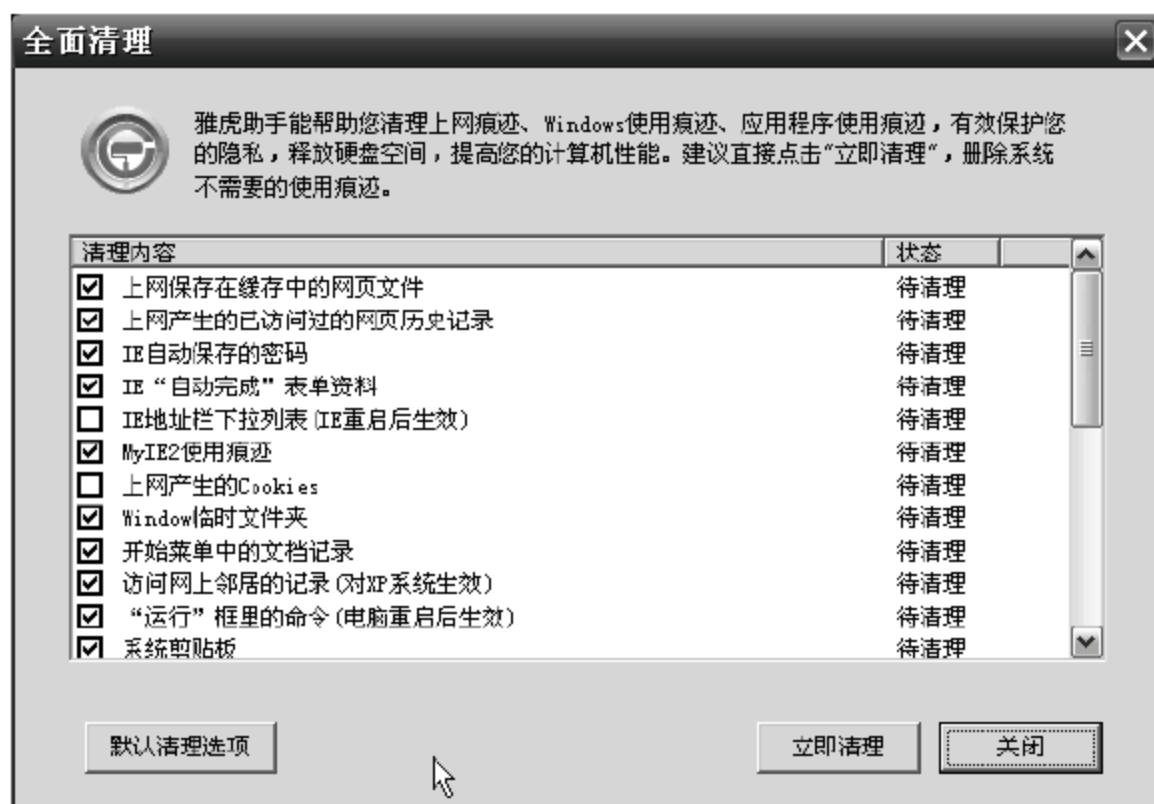 全面清理
雅虎助手能帮助您清理上网痕迹、Windows使用痕迹、应用程序使用痕迹，有效保护您
的隐私，释放硬盘空间，提高您的计算机性能。建议直接点击"立即清理"，删除系统
不需要的使用痕迹。
清理内容 状态
上网保存在缓存中的网页文件 待清理
上网产生的已访问过的网页历史记录 待清理
IE自动保存的密码 待清理
IE“自动完成”表单资料 待清理
IE地址栏下拉列表(IE重启后生效) 待清理
MyIE2使用痕迹 待清理
上网产生的Cookies 待清理
Window临时文件夹 待清理
开始菜单中的文档记录 待清理
访问网上邻居的记录(对XP系统生效) 待清理
“运行”框里的命令(电脑重启后生效) 待清理
系统剪贴板 待清理
默认清理选项 立即清理 关闭